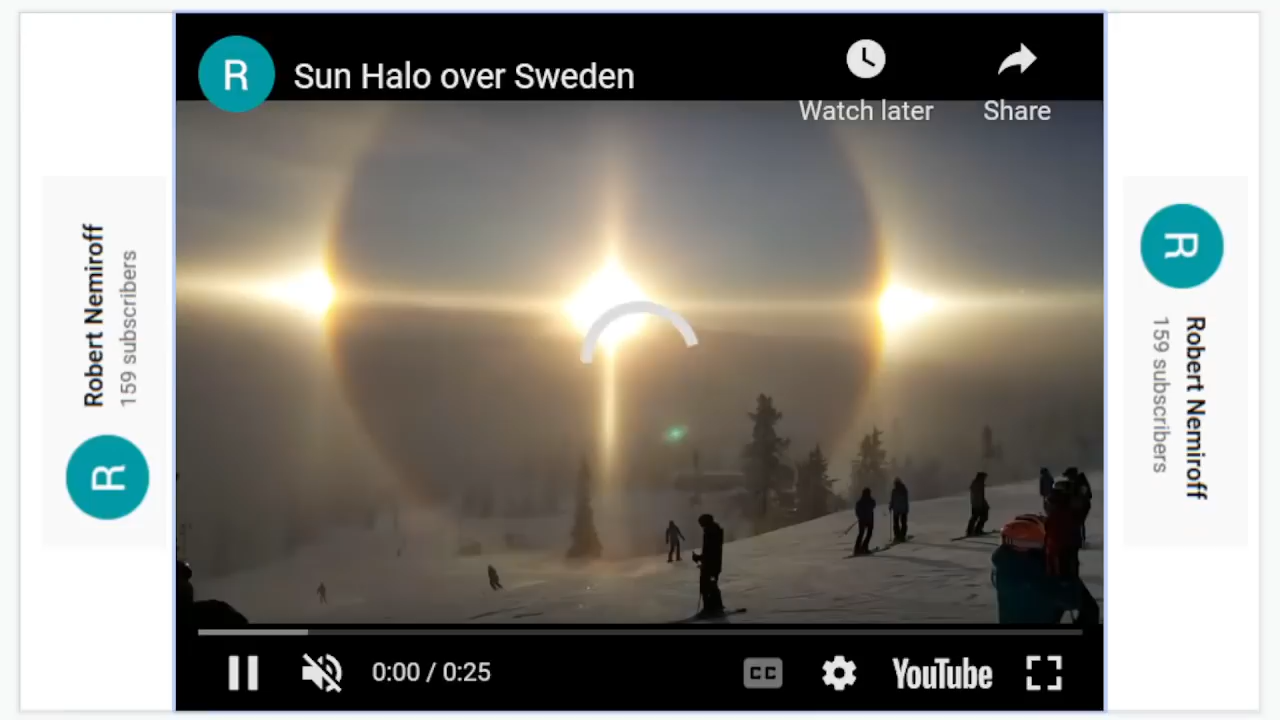 R
Sun Halo over Sweden
Watch later
Share
Robert Nemiroff
159 subscribers
R
R
Robert Nemiroff
159 subscribers
0:00 / 0:25
CC
YouTube